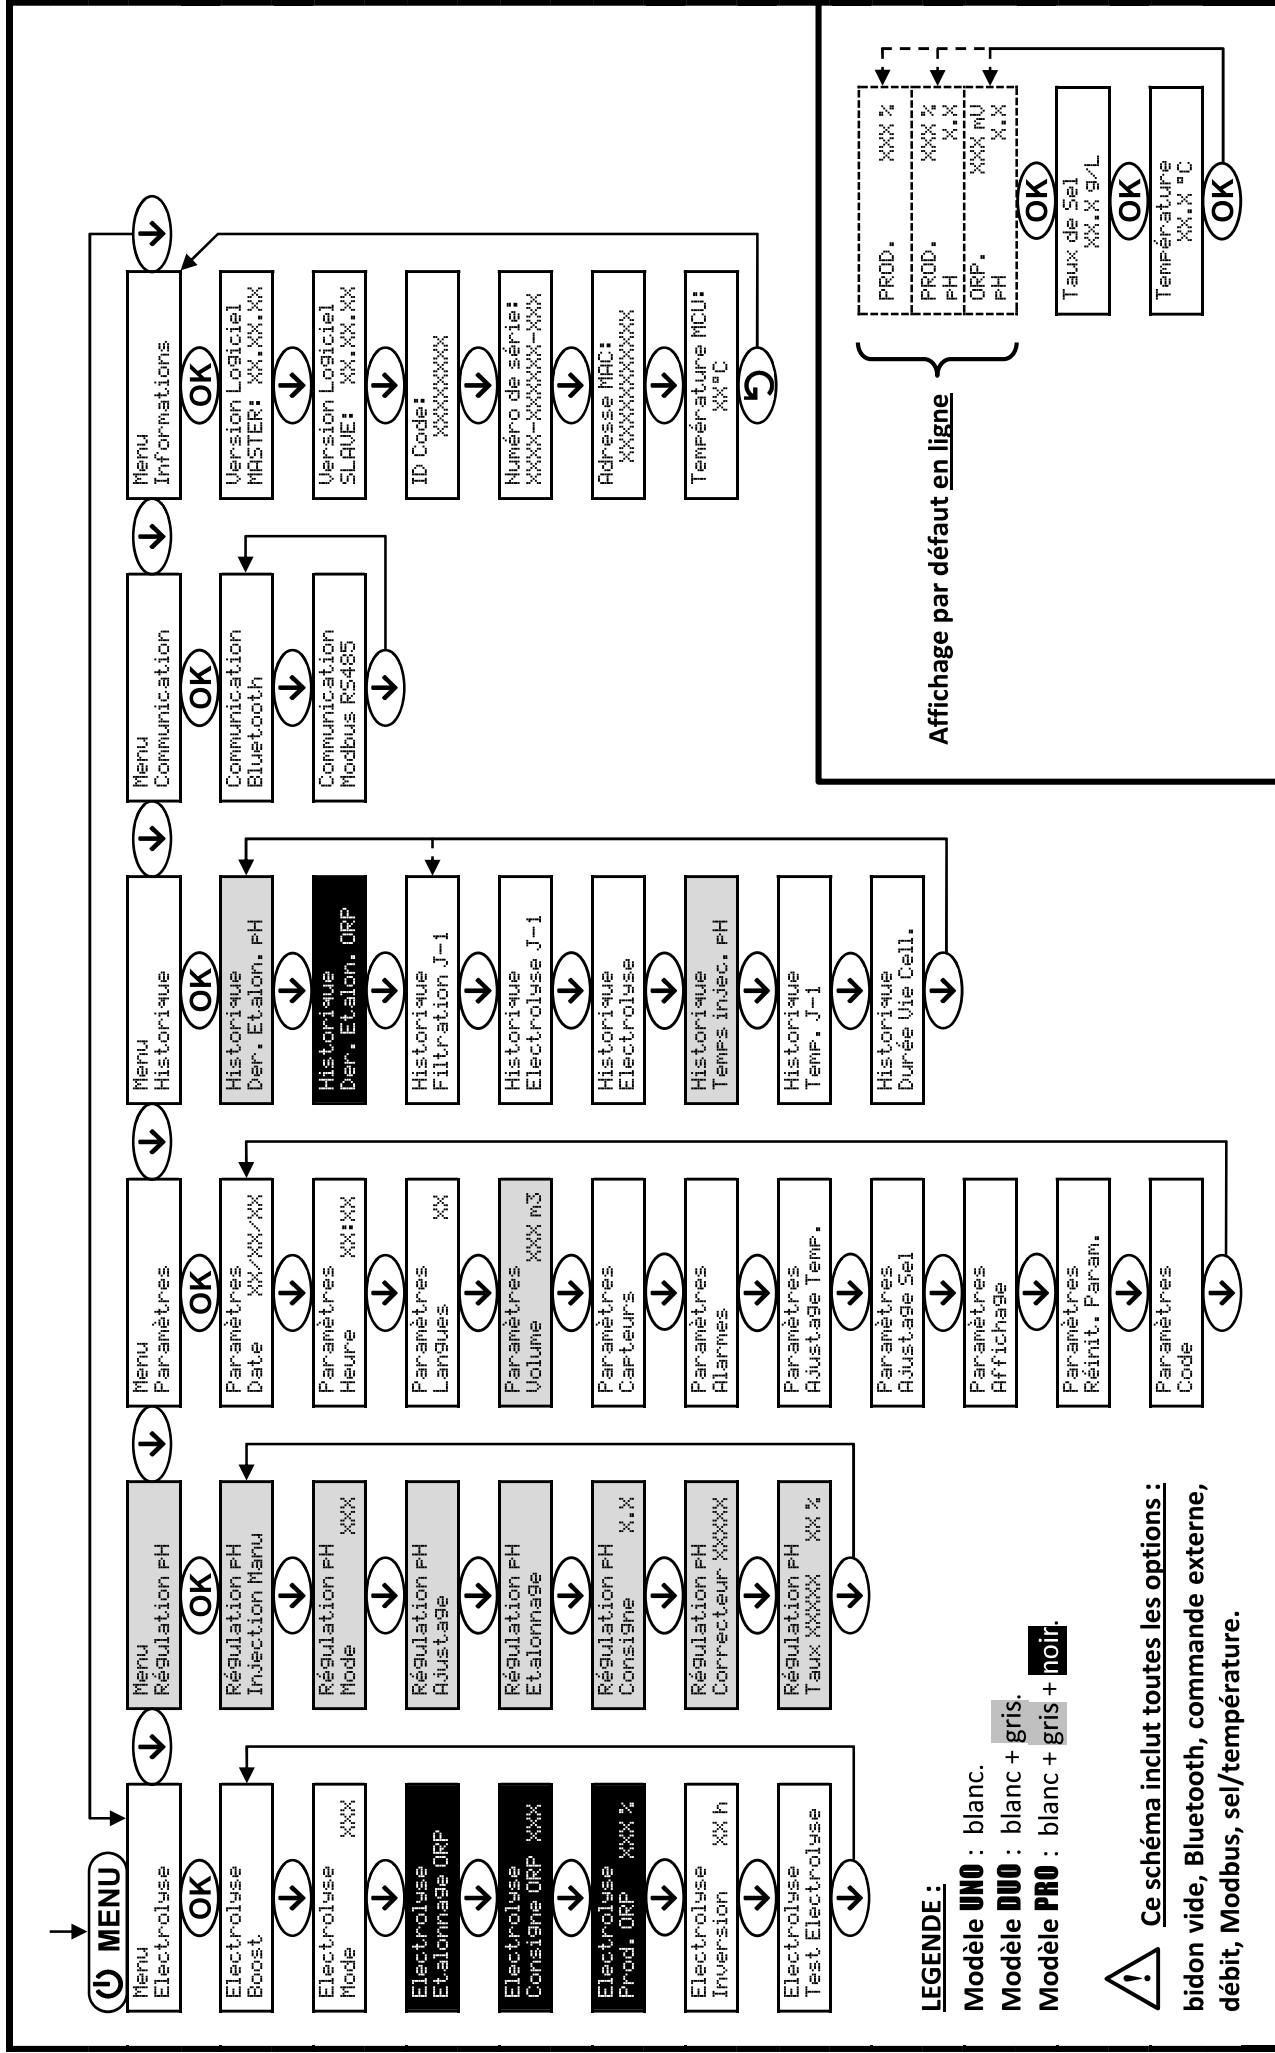 MENU
Menu
Electrolyse
OK
Electrolyse
Boost
Electrolyse
Mode XXX
Electrolyse
Etalonnage ORP
Electrolyse
Consigne ORP XXX
Electrolyse
Prod. ORP XXX %
Electrolyse
Inversion XX h
Electrolyse
Test Electrolyse
Menu
Régulation pH
OK
Régulation pH
Injection Manu
Régulation pH
Mode XXX
Régulation pH
Ajustage
Régulation pH
Etalonnage
Régulation pH
Consigne X.X
Régulation pH
Correcteur XXXXX
Régulation pH
Taux XXXXX XX %
Menu
Paramètres
OK
Paramètres
Date XX/XX/XX
Paramètres
Heure XX:XX
Paramètres
Langues XX
Paramètres
Volume XXX m3
Paramètres
Capteurs
Paramètres
Alarmes
Paramètres
Ajustage Temp.
Paramètres
Ajustage Sel
Paramètres
Affichage
Paramètres
Réinit. Param.
Paramètres
Code
Menu
Historique
OK
Historique
Der. Etalon. pH
Historique
Der. Etalon. ORP
Historique
Filtration J-1
Historique
Electrolyse J-1
Historique
Electrolyse
Historique
Temps injec. pH
Historique
Temp. J-1
Historique
Durée Vie Cell.
Menu
Communication
OK
Communication
Bluetooth
Communication
Modbus RS485
Menu
Informations
OK
Version Logiciel
MASTER: XX.XX.XX
Version Logiciel
SLAVE: XX.XX.XX
ID Code:
XXXXXXXX
Numéro de série:
XXXX-XXXXXX-XXX
Adresse MAC:
XXXXXXXXXXXX
Température MCU:
XX°C
LEGENDE :
Modèle UNO : blanc.
Modèle DUO : blanc + gris.
Modèle PRO : blanc + gris + noir.
Ce schéma inclut toutes les options :
bidon vide, Bluetooth, commande externe,
débit, Modbus, sel/température.
Affichage par défaut en ligne
PROD. XXX %
PROD. XXX %
pH X.X
ORP. XXX mV
pH X.X
OK
Taux de Sel
XX.X g/L
OK
Température
XX.X °C
OK